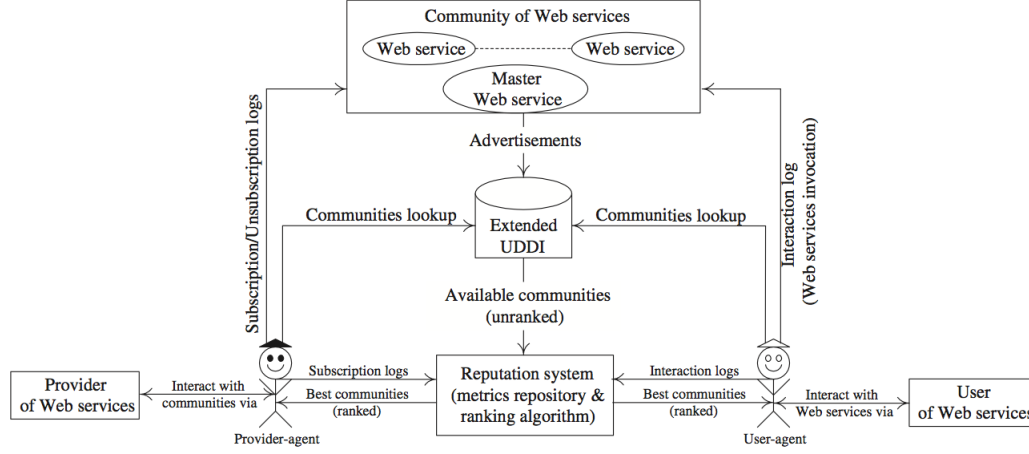 Community of Web services
Web service
Web service
Master
Web service
Subscription/Unsubscription logs
Advertisements
Interaction log
(Web services invocation)
Communities lookup
Communities lookup
Extended
UDDI
Available communities
(unranked)
Provider
of Web services
Interact with
communities via
Subscription logs
Best communities
(ranked)
Provider-agent
Reputation system
(metrics repository &
ranking algorithm)
Interaction logs
Best communities
(ranked)
User-agent
Interact with
Web services via
User
of Web services